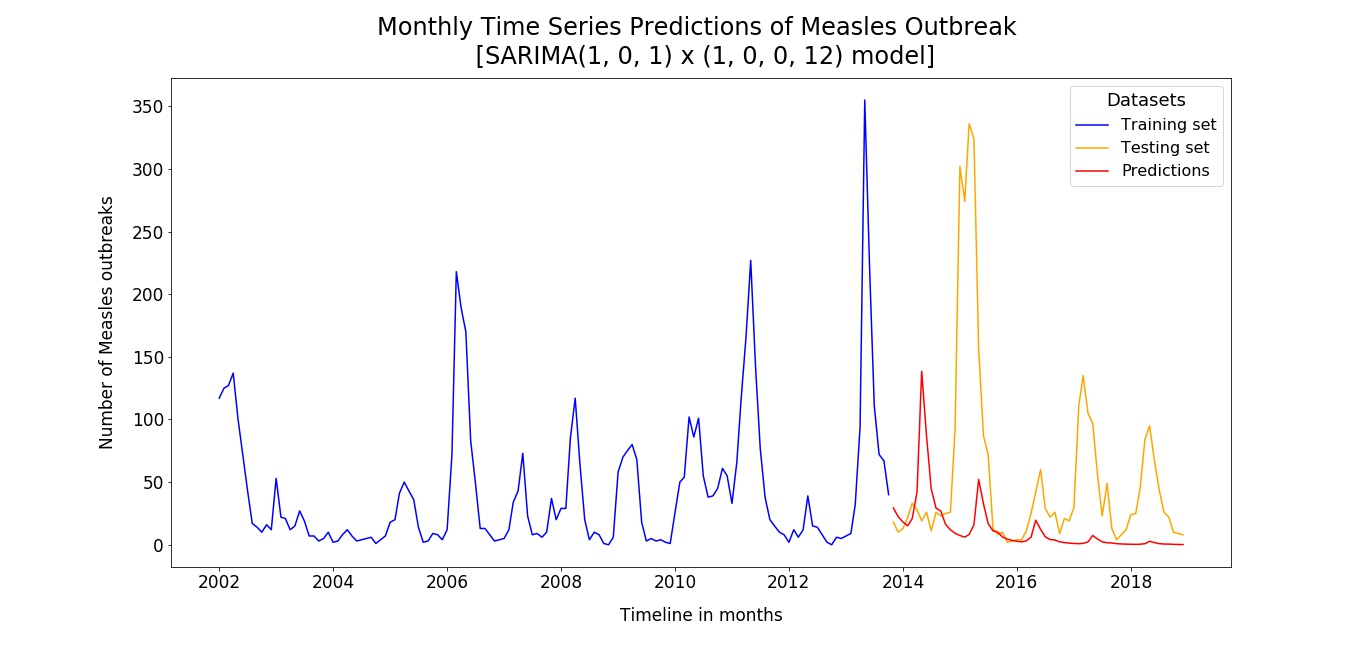 Monthly Time Series Predictions of Measles Outbreak
[SARIMA(1, 0, 1) x (1, 0, 0, 12) model]
Datasets
Training set
Testing set
Predictions
350
300
250
200
150
100
50
0
Number of Measles outbreaks
2002 2004 2006 2008 2010 2012 2014 2016 2018
Timeline in months